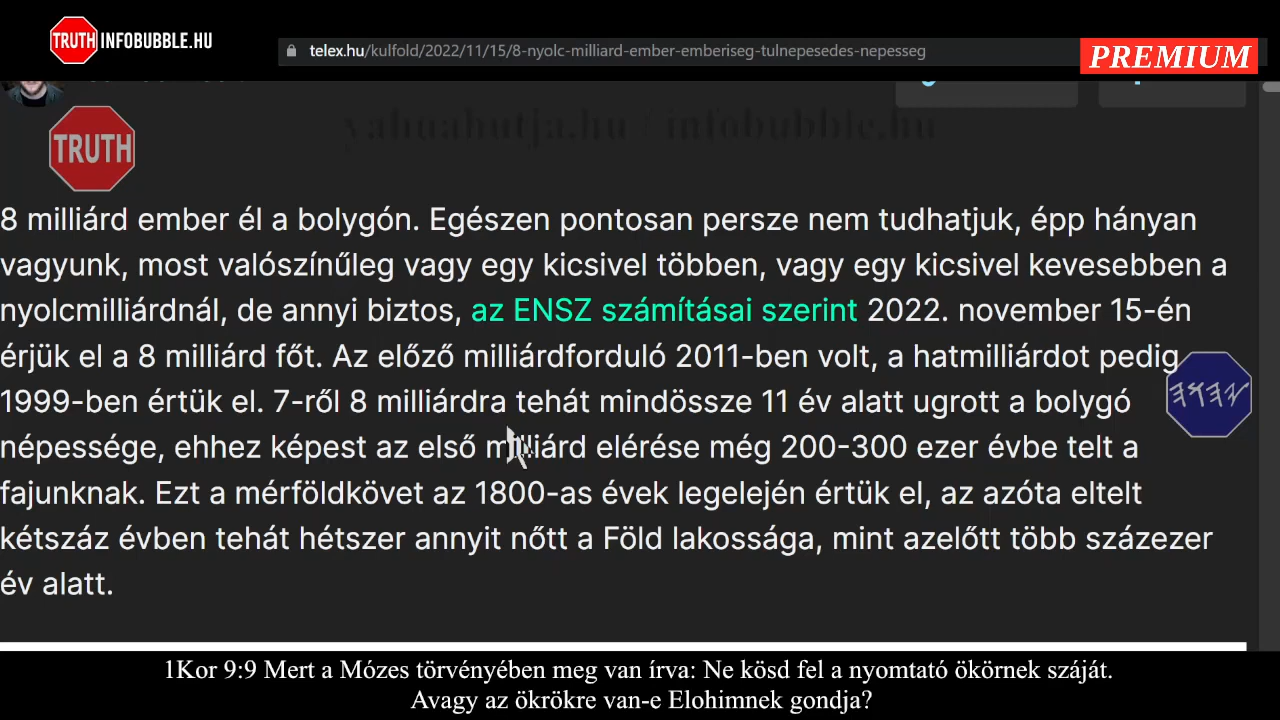 TRUTH INFOBUBBLE.HU
telex.hu/kulfold/2022/11/15/8-nyolc-milliard-ember-emberiseg-tulnepesedes-nepesseg
PREMIUM
yahuahutja.hu / infobubble.hu
TRUTH
8 milliárd ember él a bolygón. Egészen pontosan persze nem tudhatjuk, épp hányan
vagyunk, most valószínűleg vagy egy kicsivel többen, vagy egy kicsivel kevesebben a
nyolcmilliárdnál, de annyi biztos, az ENSZ számításai szerint 2022. november 15-én
érjük el a 8 milliárd főt. Az előző milliárdforduló 2011-ben volt, a hatmilliárdot pedig
1999-ben értük el. 7-ről 8 milliárdra tehát mindössze 11 év alatt ugrott a bolygó
népessége, ehhez képest az első milliárd elérése még 200-300 ezer évbe telt a
fajunknak. Ezt a mérföldkövet az 1800-as évek legelején értük el, az azóta eltelt
kétszáz évben tehát hétszer annyit nőtt a Föld lakossága, mint azelőtt több százezer
év alatt.
1Kor 9:9 Mert a Mózes törvényében meg van írva: Ne kösd fel a nyomtató ökörnek száját.
Avagy az ökrökre van-e Elohimnek gondja?